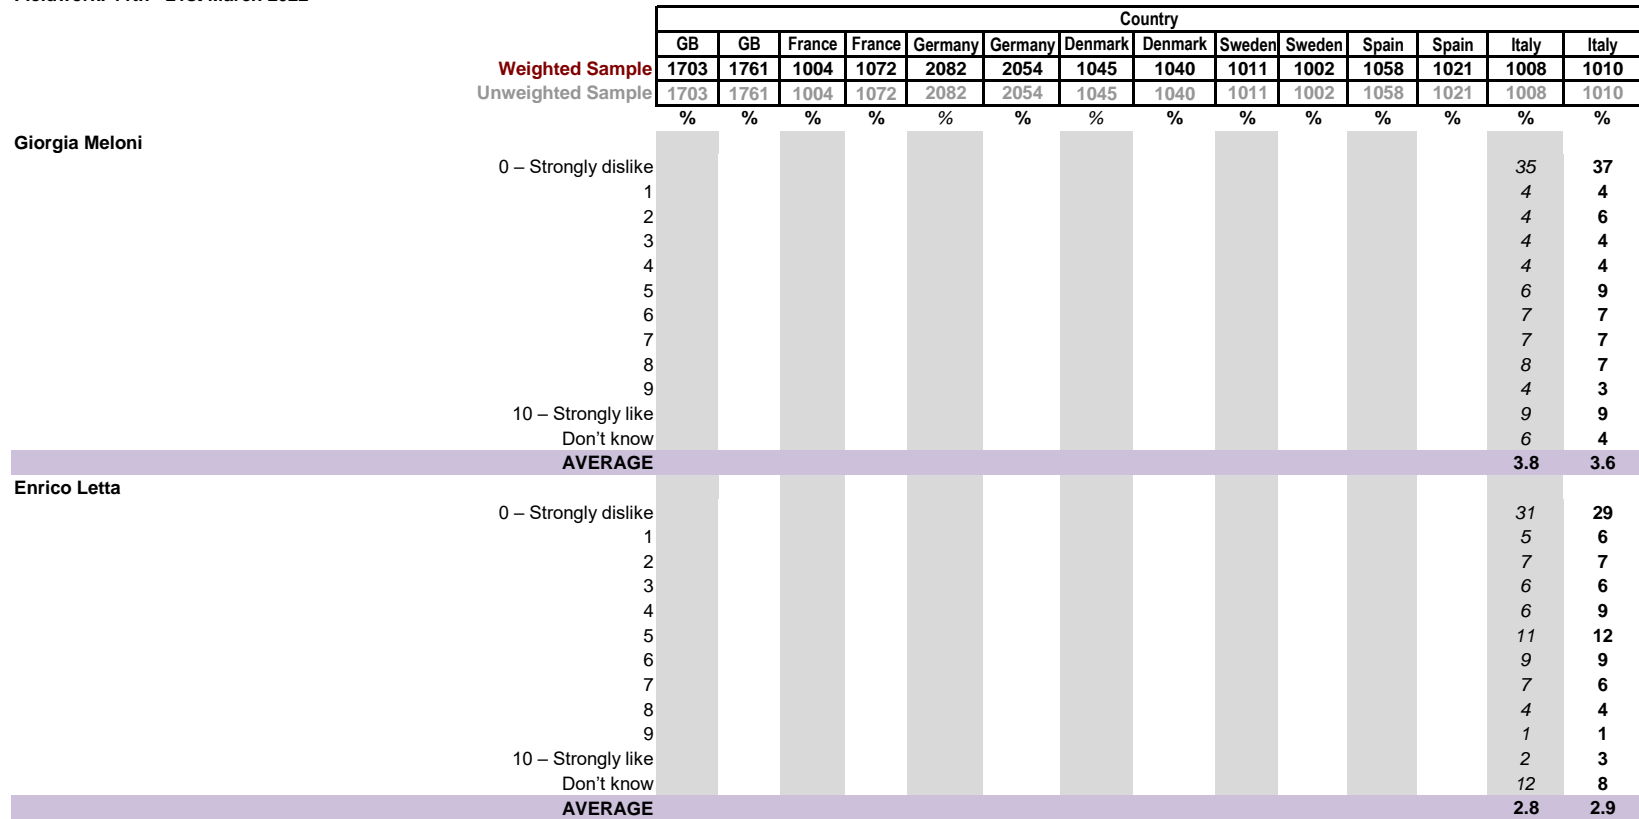 21st March 2022
Country
GB GB France France Germany Germany Denmark Denmark Sweden Sweden Spain Spain Italy Italy
Weighted Sample 1703 1761 1004 1072 2082 2054 1045 1040 1011 1002 1058 1021 1008 1010
Unweighted Sample 1703 1761 1004 1072 2082 2054 1045 1040 1011 1002 1058 1021 1008 1010
% % % % % % % % % % % % % %
Giorgia Meloni
0 – Strongly dislike 35 37
1 4 4
2 4 6
3 4 4
4 4 4
5 6 9
6 7 7
7 7 7
8 8 7
9 4 3
10 – Strongly like 9 9
Don’t know 6 4
AVERAGE 3.8 3.6
Enrico Letta
0 – Strongly dislike 31 29
1 5 6
2 7 7
3 6 6
4 6 9
5 11 12
6 9 9
7 7 6
8 4 4
9 1 1
10 – Strongly like 2 3
Don’t know 12 8
AVERAGE 2.8 2.9